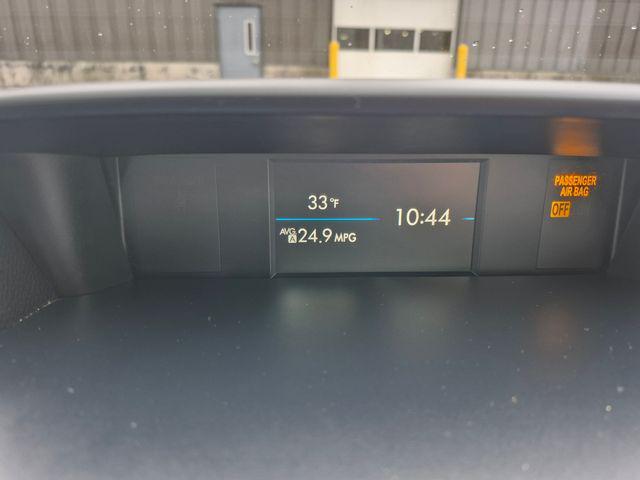 33°F
10:44
AVG
A 24.9 MPG
PASSENGER
AIR BAG
OFF